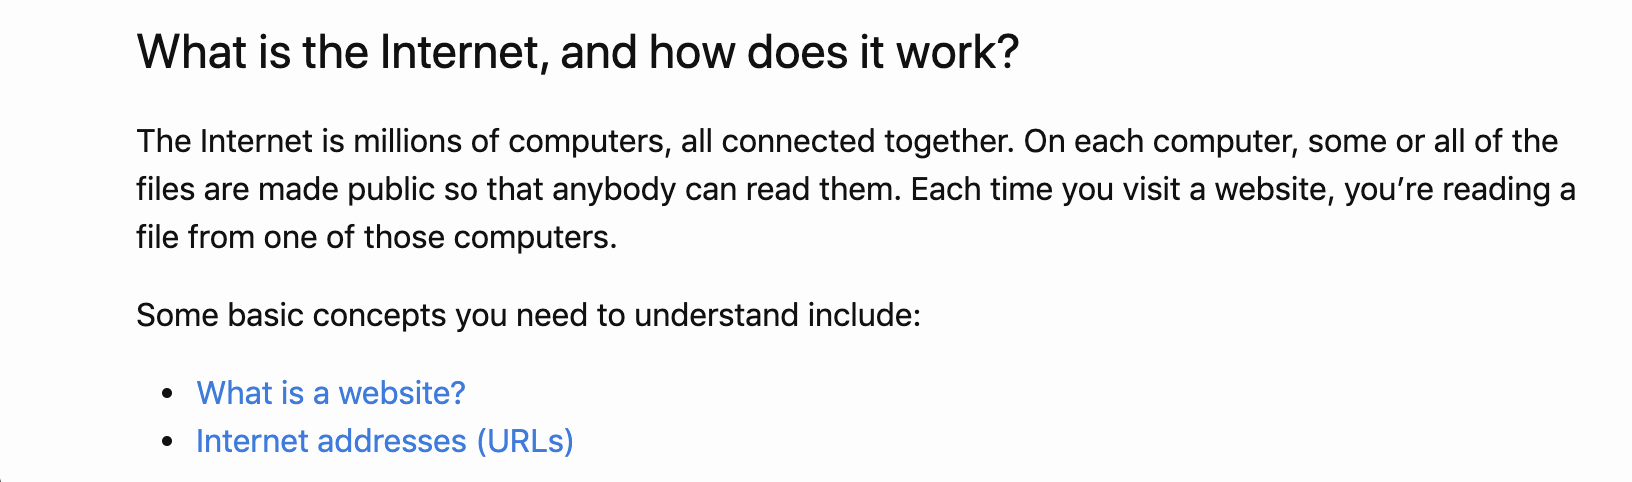 What is the Internet, and how does it work?
The Internet is millions of computers, all connected together. On each computer, some or all of the
files are made public so that anybody can read them. Each time you visit a website, you’re reading a
file from one of those computers.
Some basic concepts you need to understand include:
• What is a website?
• Internet addresses (URLs)